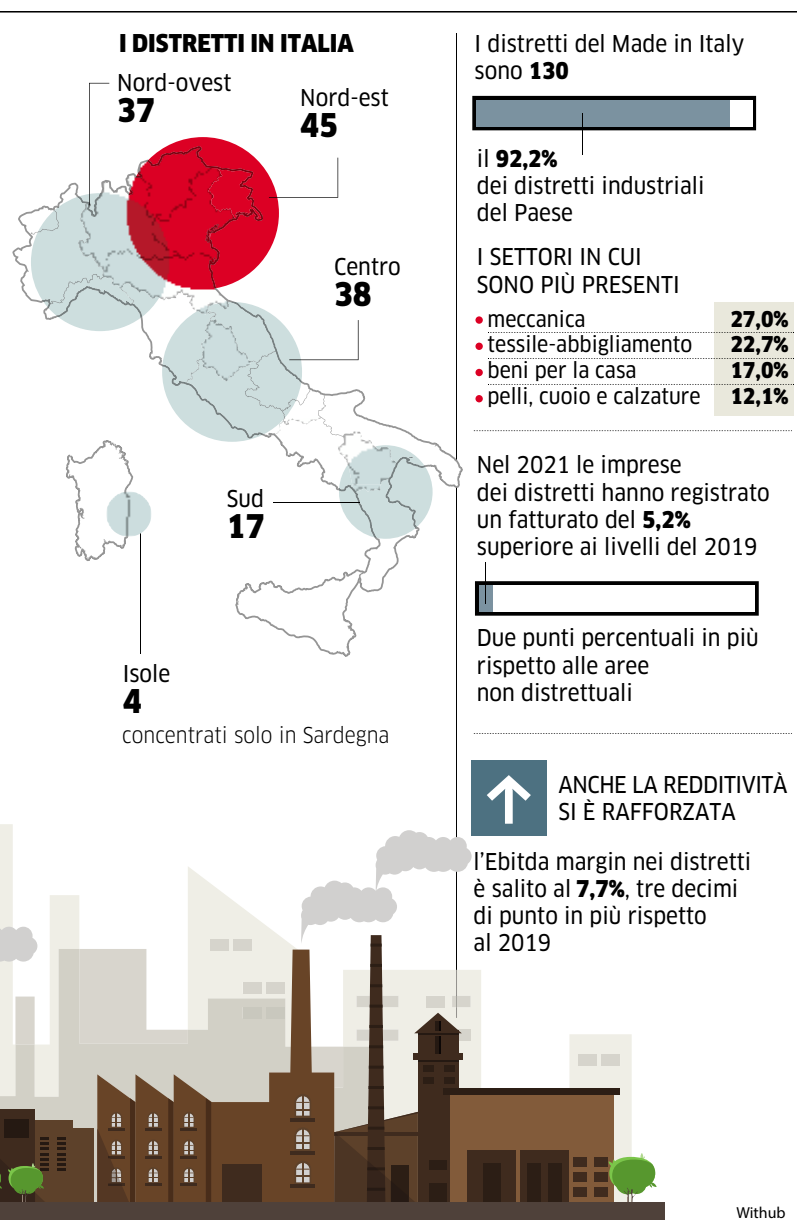 I DISTRETTI IN ITALIA
Nord-ovest
37
Nord-est
45
Centro
38
Sud
17
Isole
4
concentrati solo in Sardegna
I distretti del Made in Italy
sono 130
il 92,2%
dei distretti industriali
del Paese
I SETTORI IN CUI
SONO PIÙ PRESENTI
• meccanica 27,0%
• tessile-abbigliamento 22,7%
• beni per la casa 17,0%
• pelli, cuoio e calzature 12,1%
Nel 2021 le imprese
dei distretti hanno registrato
un fatturato del 5,2%
superiore ai livelli del 2019
Due punti percentuali in più
rispetto alle aree
non distrettuali
ANCHE LA REDDITIVITÀ
SI È RAFFORZATA
l'Ebitda margin nei distretti
è salito al 7,7%, tre decimi
di punto in più rispetto
al 2019
Withub